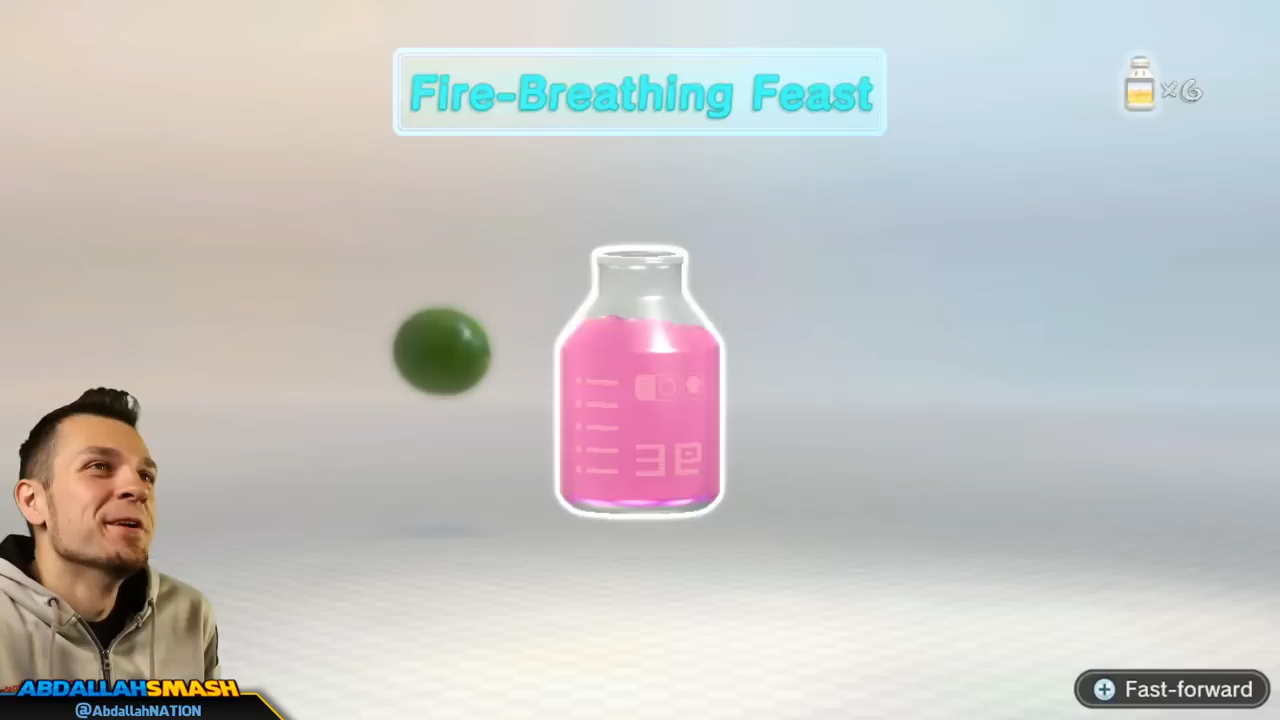 Fire-Breathing Feast
×6
Fast-forward
ABDALLAHSMASH
@AbdallahNATION